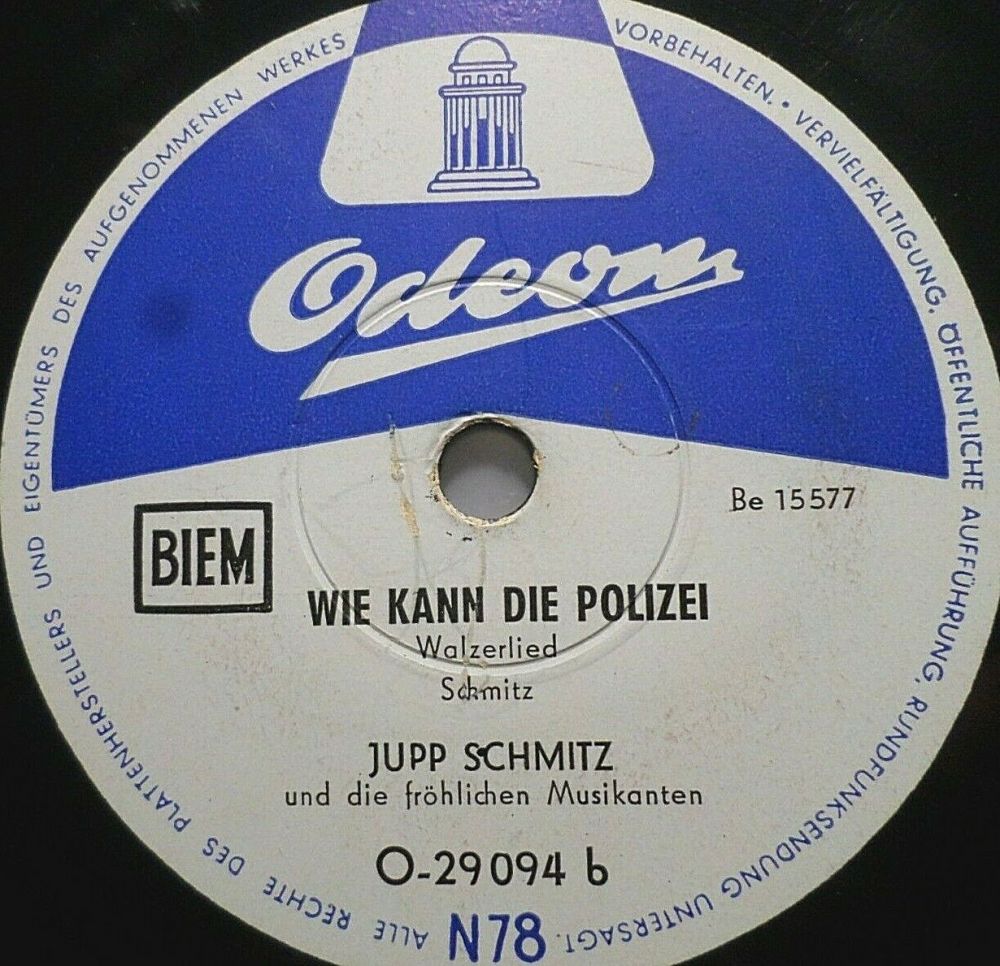 ALLE RECHTE DES PLATTENHERSTELLERS UND EIGENTÜMERS DES AUFGENOMMENEN WERKES VORBEHALTEN. • VERVIELFÄLTIGUNG, ÖFFENTLICHE AUFFÜHRUNG, RUNDFUNKSENDUNG UNTERSAGT.
Odeon
Be 15577
BIEM
WIE KANN DIE POLIZEI
Walzerlied
Schmitz
JUPP SCHMITZ
und die fröhlichen Musikanten
O-29094 b
N78